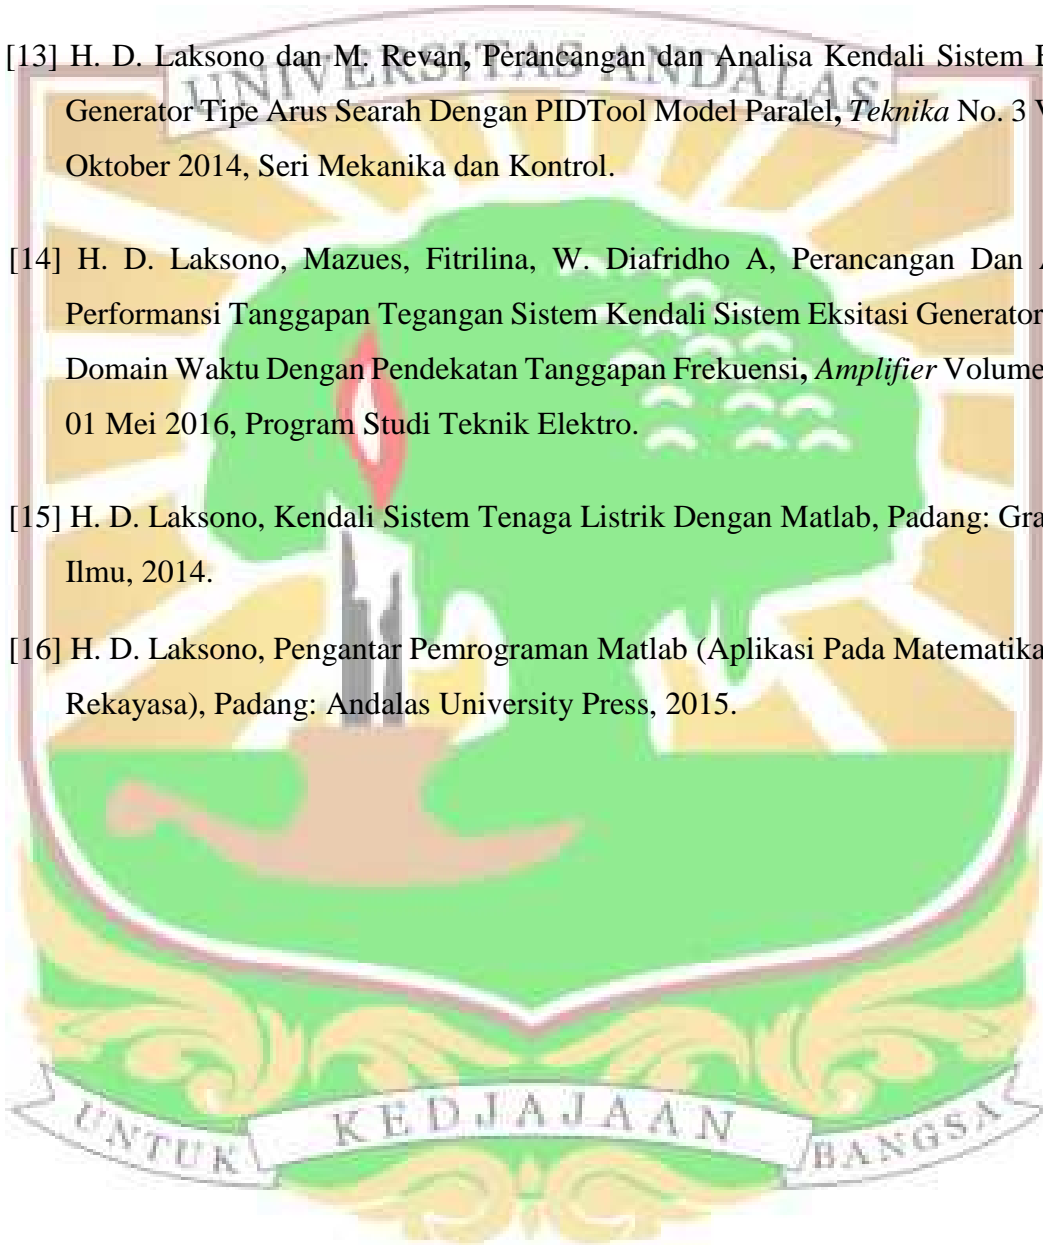 UNIVERSITAS ANDALAS
[13] H. D. Laksono dan M. Revan, Perancangan dan Analisa Kendali Sistem
Generator Tipe Arus Searah Dengan PIDTool Model Paralel, Teknika No. 3
Oktober 2014, Seri Mekanika dan Kontrol.
[14] H. D. Laksono, Mazues, Fitrilina, W. Diafridho A, Perancangan Dan
Performansi Tanggapan Tegangan Sistem Kendali Sistem Eksitasi Generator
Domain Waktu Dengan Pendekatan Tanggapan Frekuensi, Amplifier Volume
01 Mei 2016, Program Studi Teknik Elektro.
[15] H. D. Laksono, Kendali Sistem Tenaga Listrik Dengan Matlab, Padang: Gra
Ilmu, 2014.
[16] H. D. Laksono, Pengantar Pemrograman Matlab (Aplikasi Pada Matematika
Rekayasa), Padang: Andalas University Press, 2015.
UNTUK KEDJAJAAN BANGSA